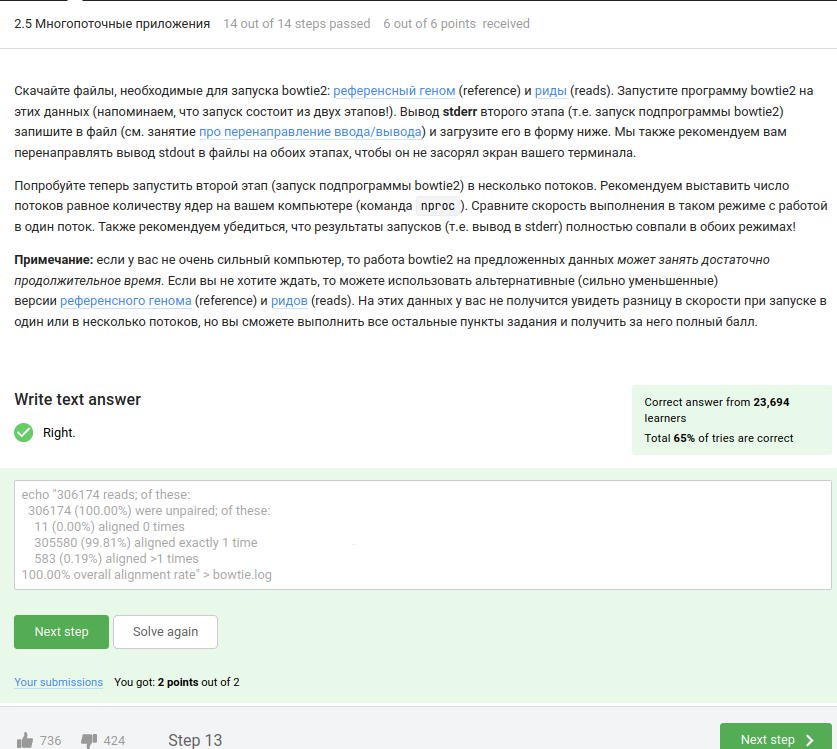 2.5 Многопоточные приложения 14 out of 14 steps passed 6 out of 6 points received
Скачайте файлы, необходимые для запуска bowtie2: референсный геном (reference) и риды (reads). Запустите программу bowtie2 на
этих данных (напоминаем, что запуск состоит из двух этапов!). Вывод stderr второго этапа (т.е. запуск подпрограммы bowtie2)
запишите в файл (см. занятие про перенаправление ввода/вывода) и загрузите его в форму ниже. Мы также рекомендуем вам
перенаправлять вывод stdout в файлы на обоих этапах, чтобы он не засорял экран вашего терминала.
Попробуйте теперь запустить второй этап (запуск подпрограммы bowtie2) в несколько потоков. Рекомендуем выставить число
потоков равное количеству ядер на вашем компьютере (команда nproc). Сравните скорость выполнения в таком режиме с работой
в один поток. Также рекомендуем убедиться, что результаты запусков (т.е. вывод в stderr) полностью совпали в обоих режимах!
Примечание: если у вас не очень сильный компьютер, то работа bowtie2 на предложенных данных может занять достаточно
продолжительное время. Если вы не хотите ждать, то можете использовать альтернативные (сильно уменьшенные)
версии референсного генома (reference) и ридов (reads). На этих данных у вас не получится увидеть разницу в скорости при запуске в
один или в несколько потоков, но вы сможете выполнить все остальные пункты задания и получить за него полный балл.
Write text answer
Right.
Correct answer from 23,694
learners
Total 65% of tries are correct
echo "306174 reads; of these:
306174 (100.00%) were unpaired; of these:
11 (0.00%) aligned 0 times
305580 (99.81%) aligned exactly 1 time
583 (0.19%) aligned >1 times
100.00% overall alignment rate" > bowtie.log
Next step Solve again
Your submissions You got: 2 points out of 2
736 424 Step 13 Next step